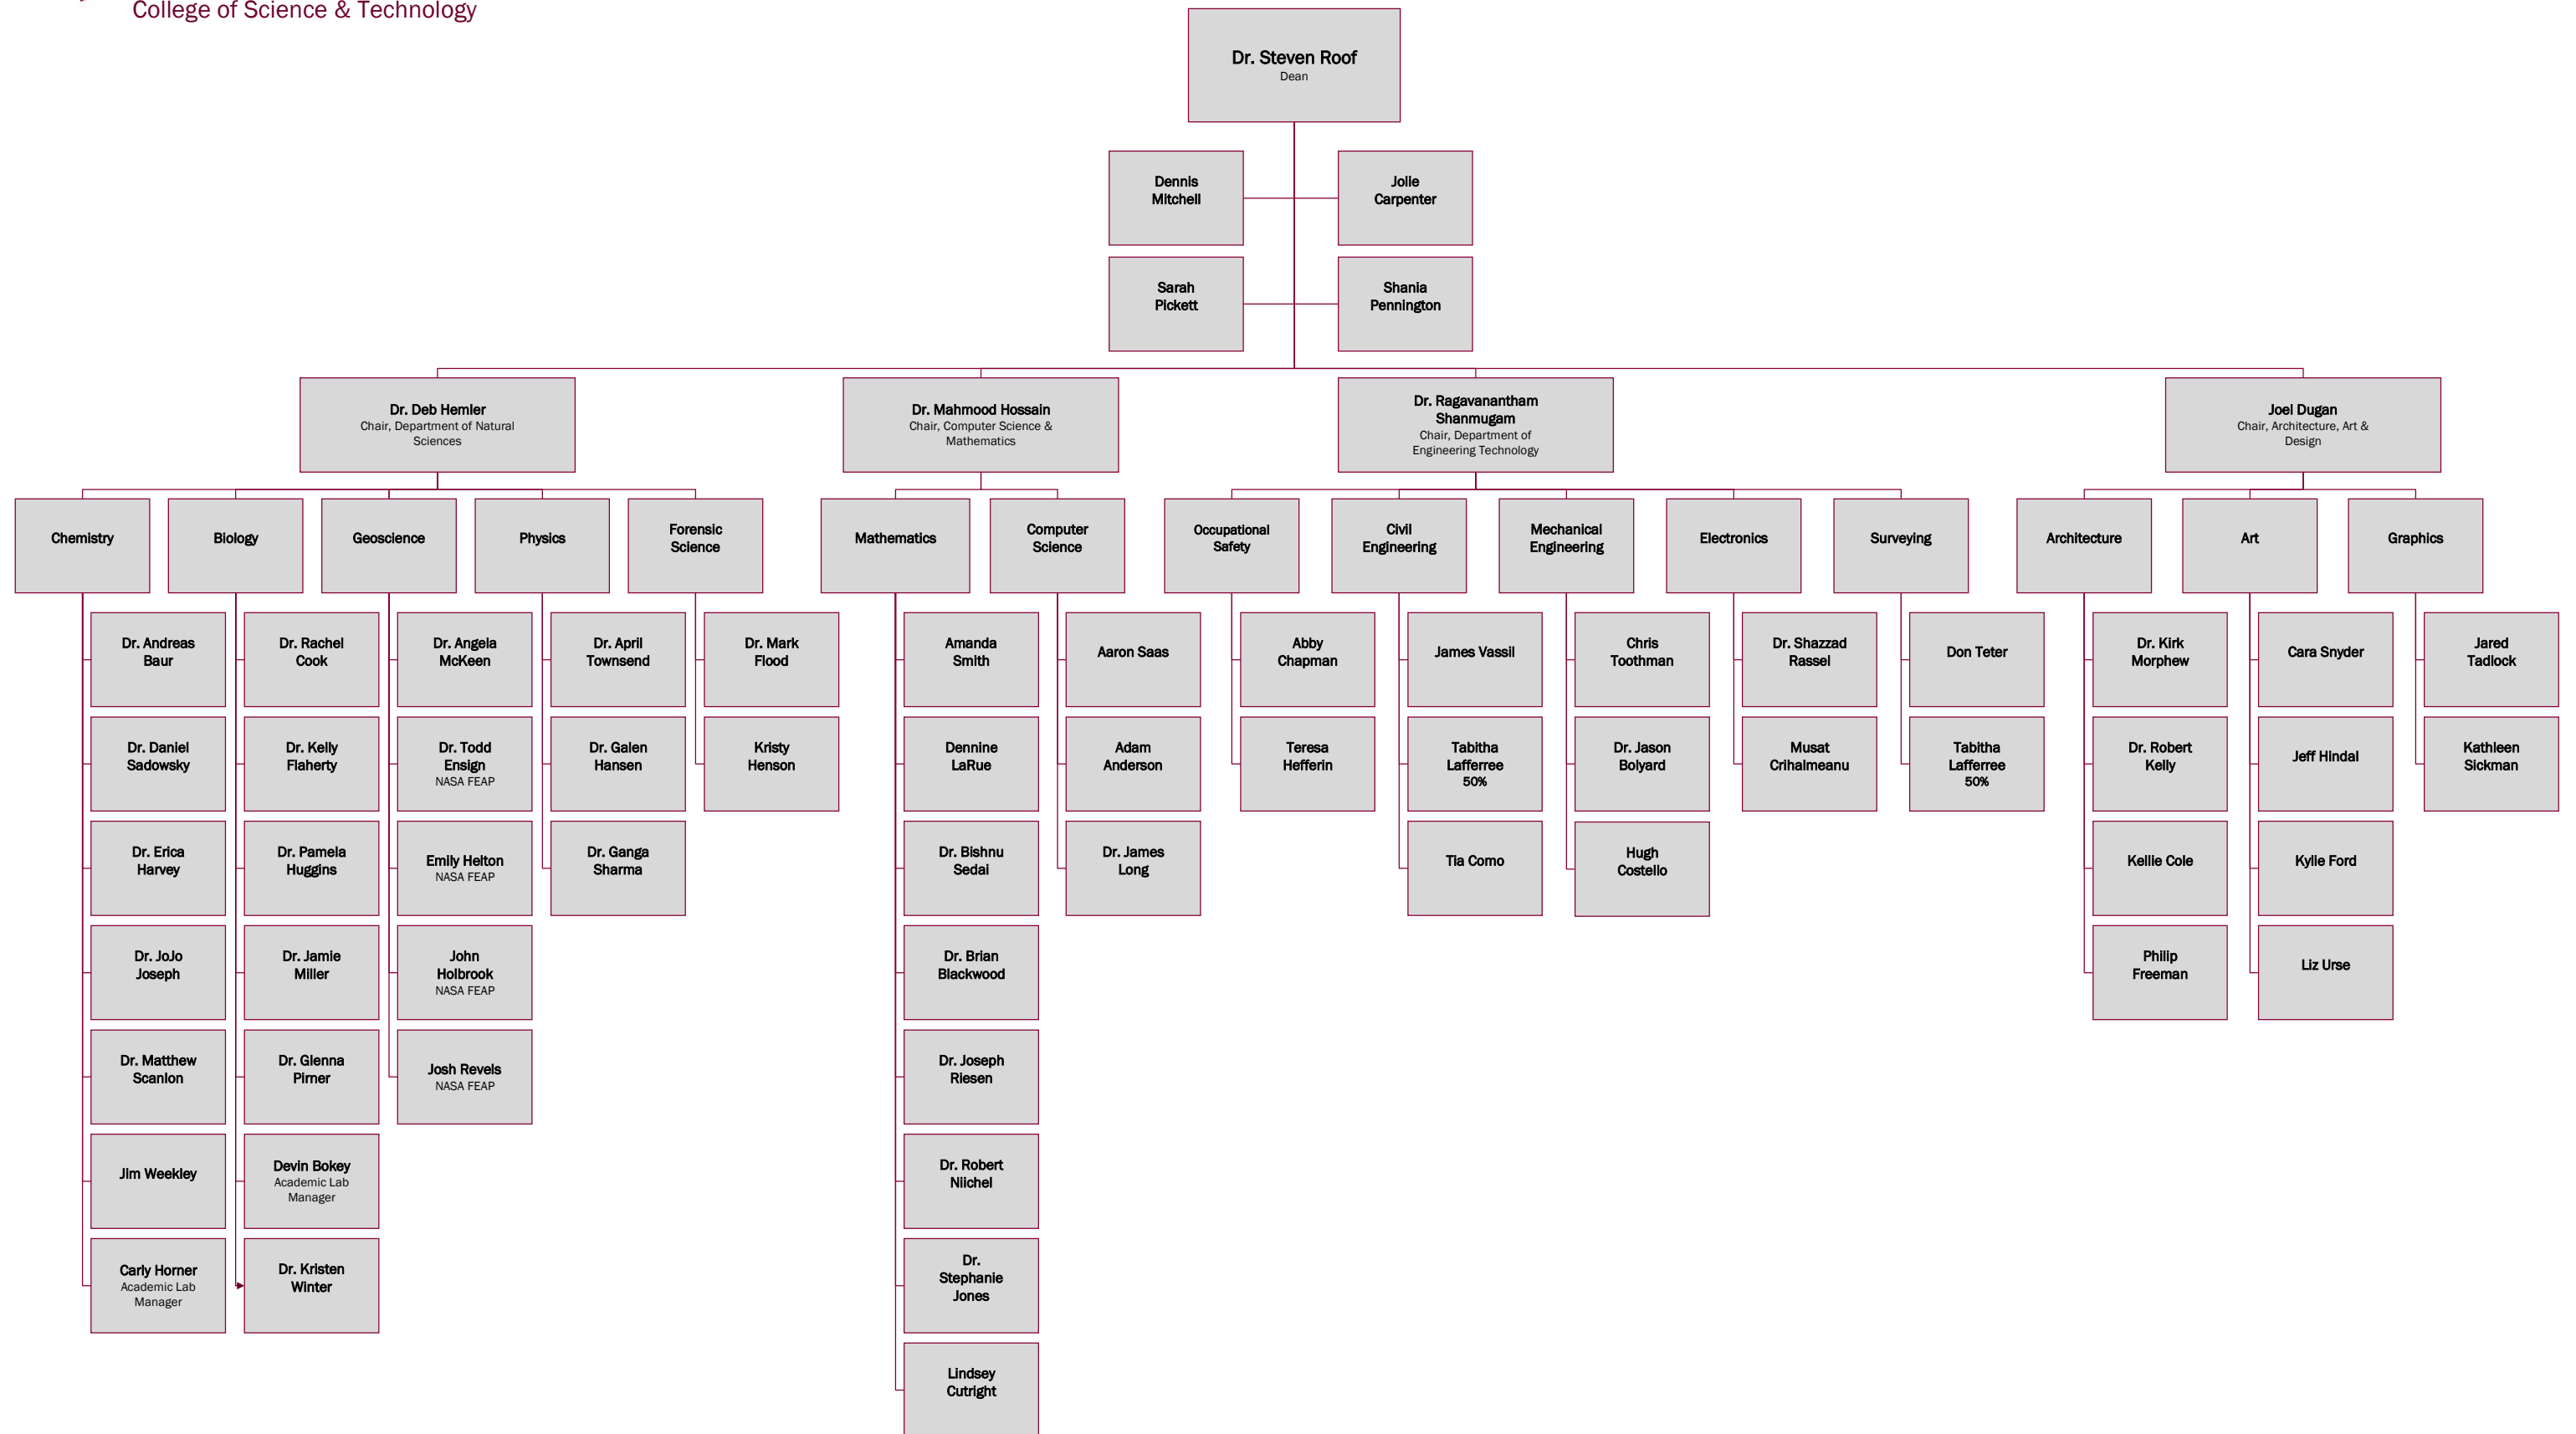 College of Science & Technology
Dr. Steven Roof
Dean
Dennis
Mitchell
Jolie
Carpenter
Sarah
Pickett
Shania
Pennington
Dr. Deb Hemler
Chair, Department of Natural
Sciences
Dr. Mahmood Hossain
Chair, Computer Science &
Mathematics
Dr. Ragavanantham
Shanmugam
Chair, Department of
Engineering Technology
Joel Dugan
Chair, Architecture, Art &
Design
Chemistry
Biology
Geoscience
Physics
Forensic
Science
Mathematics
Computer
Science
Occupational
Safety
Civil
Engineering
Mechanical
Engineering
Electronics
Surveying
Architecture
Art
Graphics
Dr. Andreas
Baur
Dr. Rachel
Cook
Dr. Angela
McKeen
Dr. April
Townsend
Dr. Mark
Flood
Amanda
Smith
Aaron Saas
Abby
Chapman
James Vassil
Chris
Toothman
Dr. Shazzad
Rassel
Don Teter
Dr. Kirk
Morphew
Cara Snyder
Jared
Tadlock
Dr. Daniel
Sadowsky
Dr. Kelly
Flaherty
Dr. Todd
Ensign
NASA FEAP
Dr. Galen
Hansen
Kristy
Henson
Dennine
LaRue
Adam
Anderson
Teresa
Hefferin
Tabitha
Lafferree
50%
Dr. Jason
Bolyard
Musat
Crihalmeanu
Tabitha
Lafferree
50%
Dr. Robert
Kelly
Jeff Hindal
Kathleen
Sickman
Dr. Erica
Harvey
Dr. Pamela
Huggins
Emily Helton
NASA FEAP
Dr. Ganga
Sharma
Dr. Bishnu
Sedai
Dr. James
Long
Tia Como
Hugh
Costello
Kellie Cole
Kylie Ford
Dr. JoJo
Joseph
Dr. Jamie
Miller
John
Holbrook
NASA FEAP
Dr. Brian
Blackwood
Philip
Freeman
Liz Urse
Dr. Matthew
Scanlon
Dr. Glenna
Pirner
Josh Revels
NASA FEAP
Dr. Joseph
Riesen
Jim Weekley
Devin Bokey
Academic Lab
Manager
Dr. Robert
Niichel
Carly Horner
Academic Lab
Manager
Dr. Kristen
Winter
Dr.
Stephanie
Jones
Lindsey
Cutright